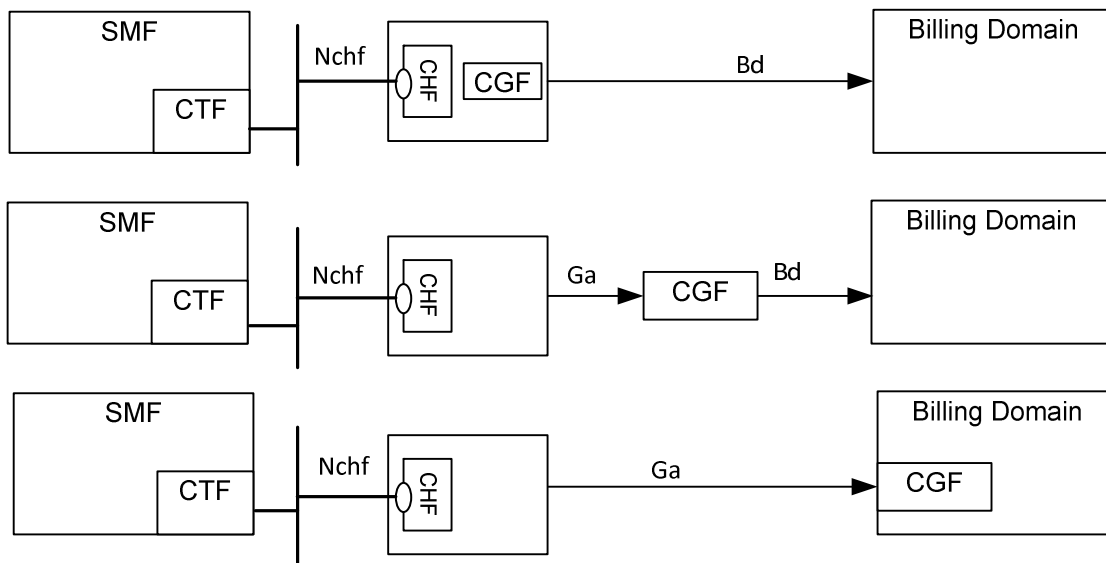 SMF
CTF
Nchf
CHF
CGF
Bd
Billing Domain
SMF
CTF
Nchf
CHF
Ga
CGF
Bd
Billing Domain
SMF
CTF
Nchf
CHF
Ga
Billing Domain
CGF